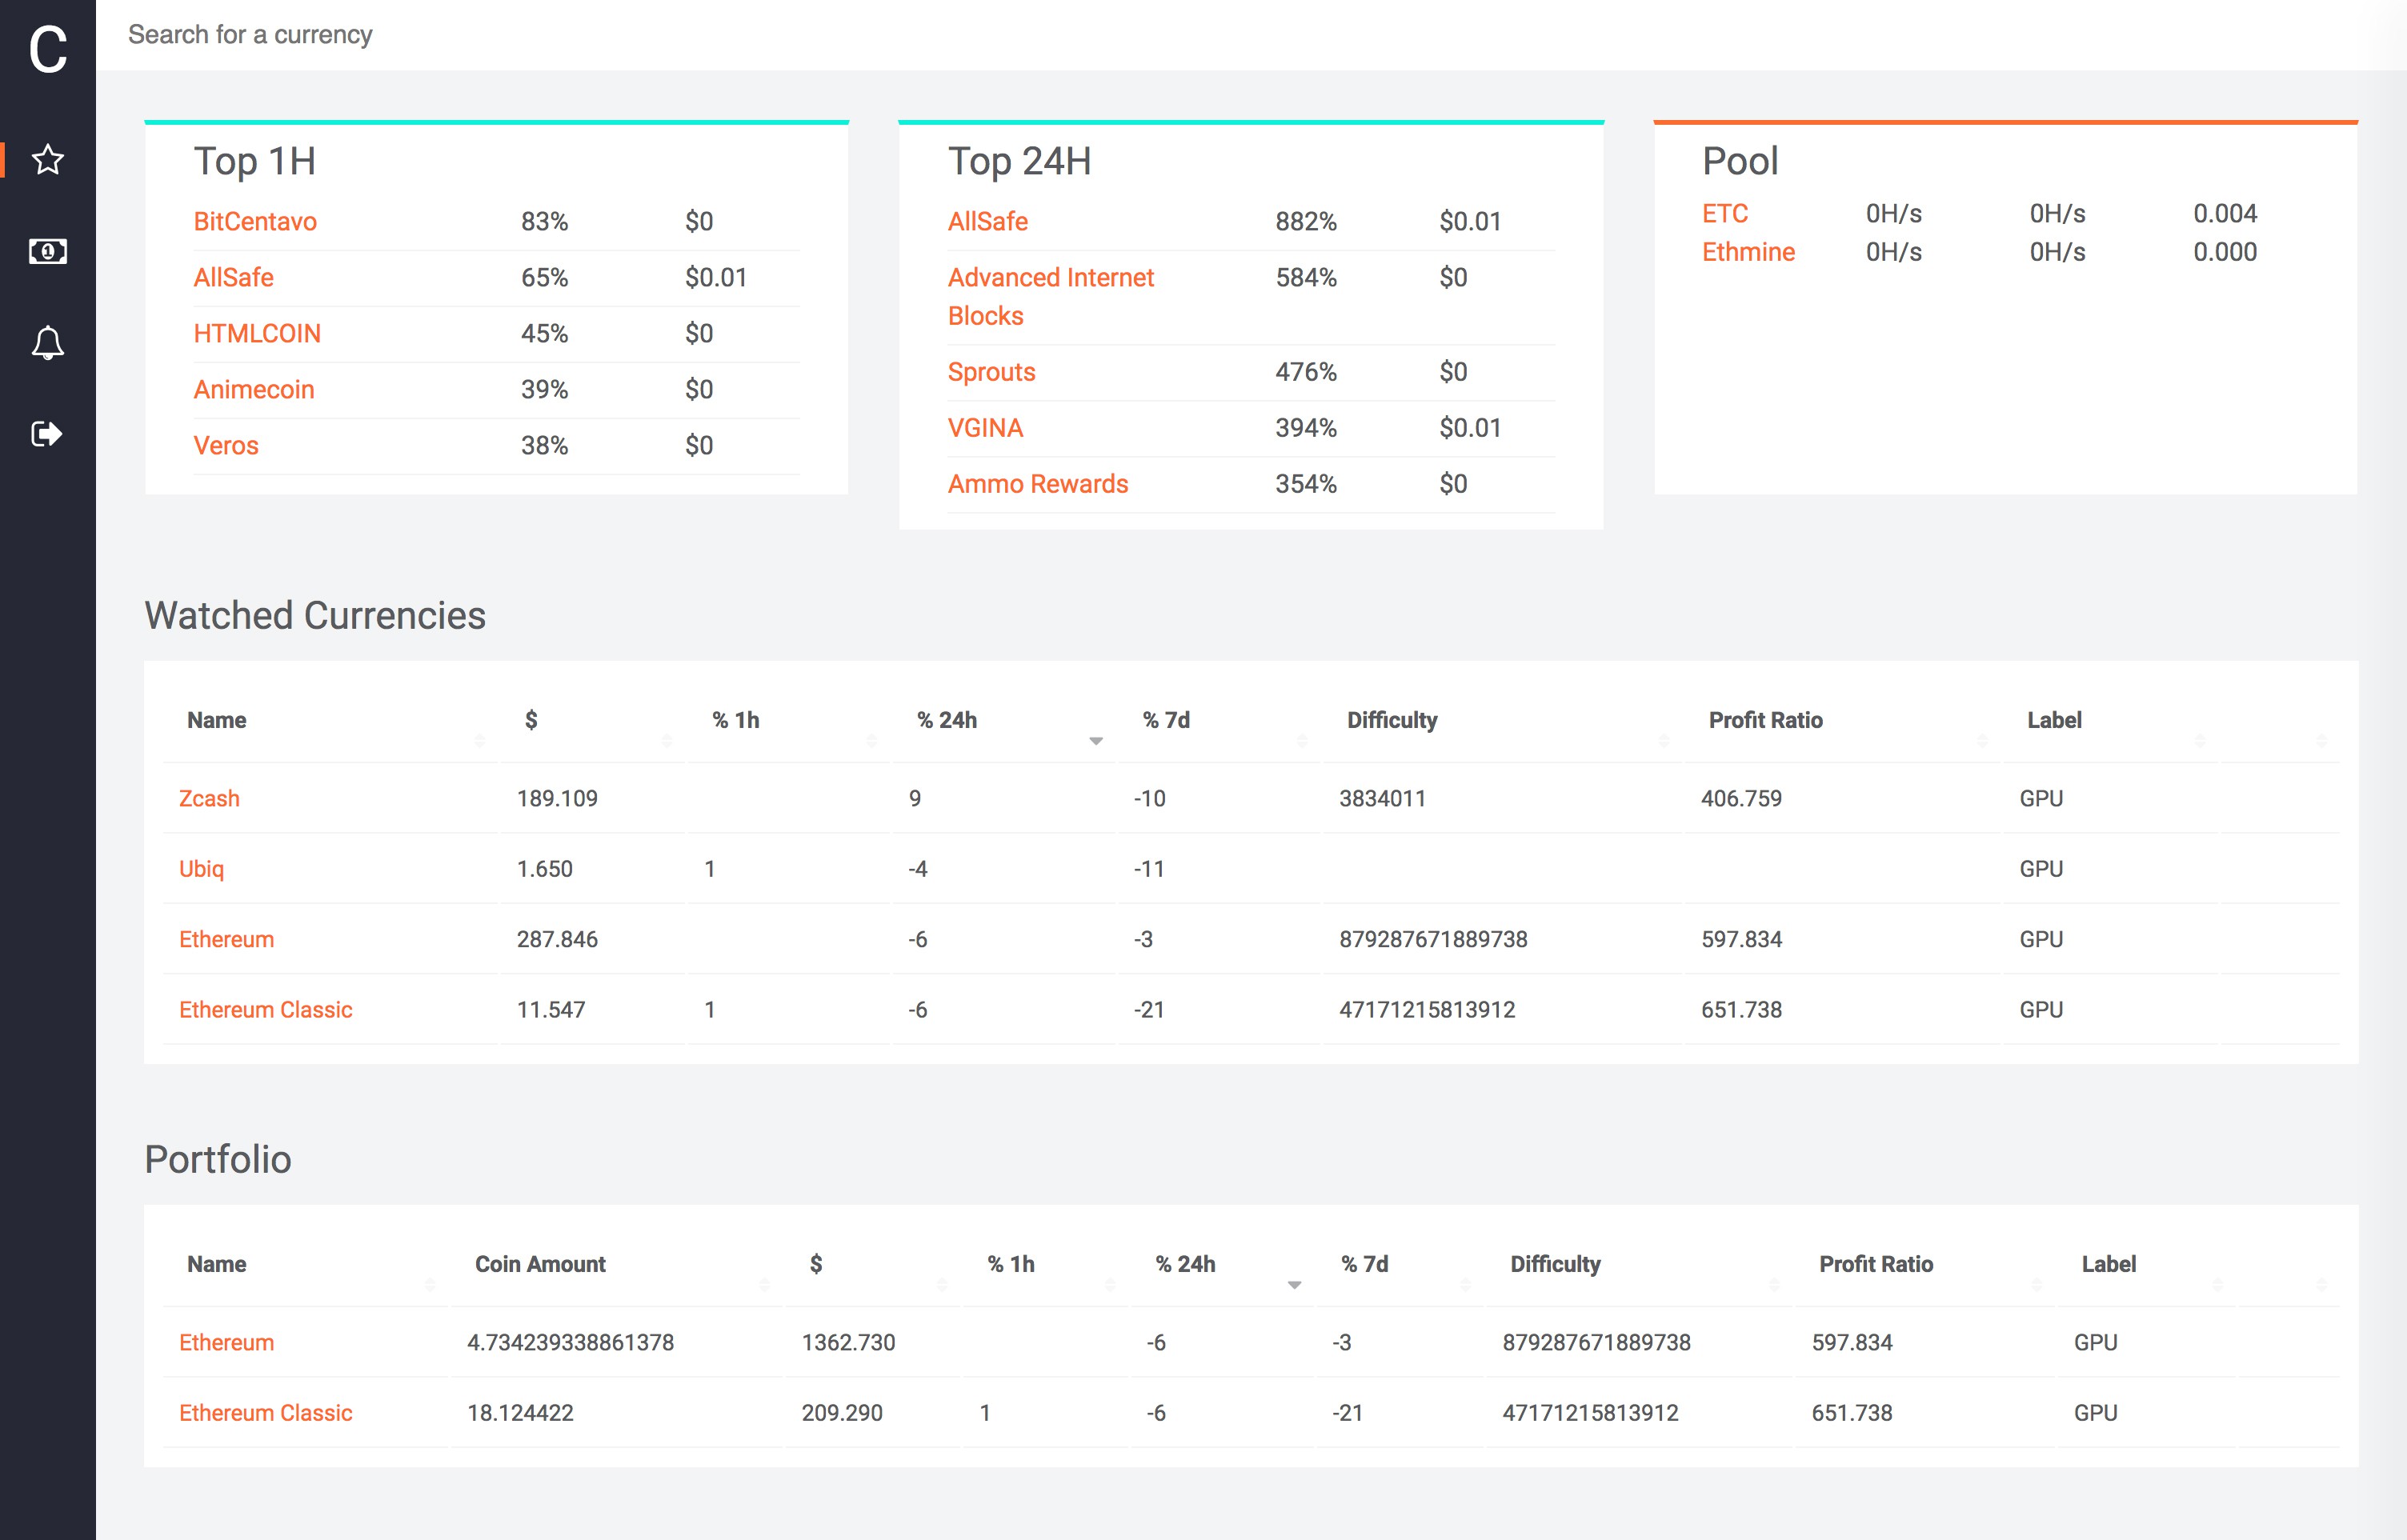 C
Search for a currency
Top 1H
BitCentavo 83% $0
AllSafe 65% $0.01
HTMLCOIN 45% $0
Animecoin 39% $0
Veros 38% $0
Top 24H
AllSafe 882% $0.01
Advanced Internet 584% $0
Blocks
Sprouts 476% $0
VGINA 394% $0.01
Ammo Rewards 354% $0
Pool
ETC 0H/s 0H/s 0.004
Ethmine 0H/s 0H/s 0.000
Watched Currencies
Name $ % 1h % 24h % 7d Difficulty Profit Ratio Label
Zcash 189.109 9 -10 3834011 406.759 GPU
Ubiq 1.650 1 -4 -11 GPU
Ethereum 287.846 -6 -3 879287671889738 597.834 GPU
Ethereum Classic 11.547 1 -6 -21 47171215813912 651.738 GPU
Portfolio
Name Coin Amount $ % 1h % 24h % 7d Difficulty Profit Ratio Label
Ethereum 4.734239338861378 1362.730 -6 -3 879287671889738 597.834 GPU
Ethereum Classic 18.124422 209.290 1 -6 -21 47171215813912 651.738 GPU